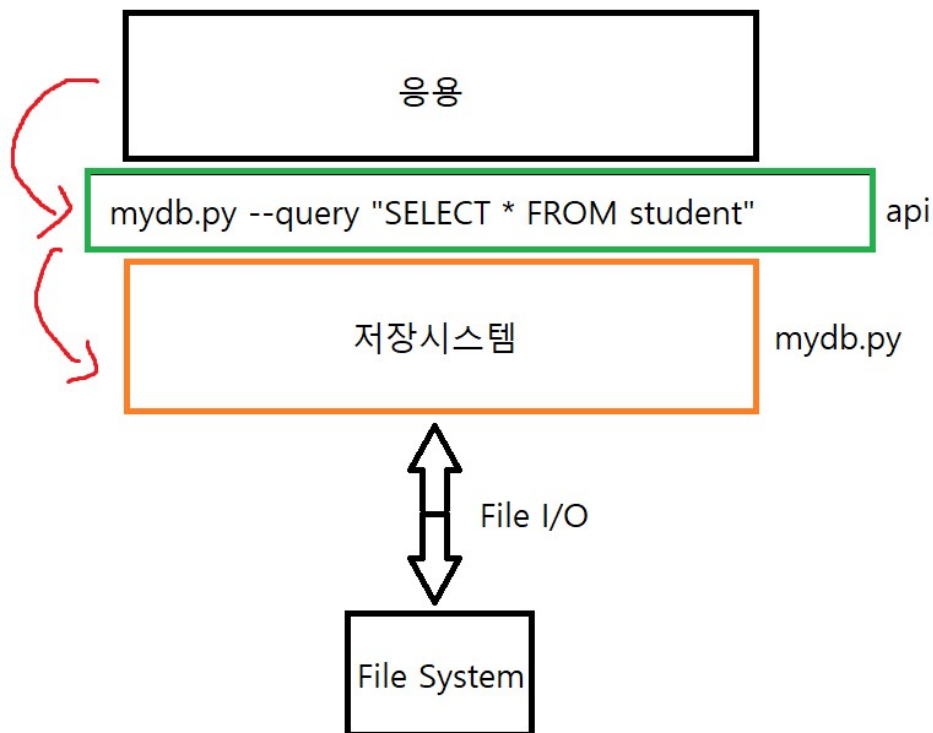 응용
mydb.py --query "SELECT * FROM student"
api
저장시스템
mydb.py
File I/O
File System